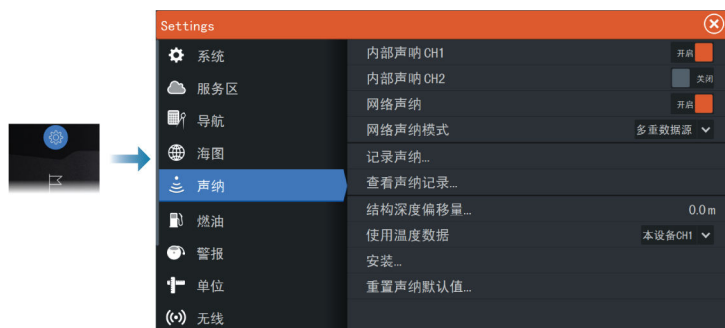 Settings
系统
服务区
导航
海图
声纳
燃油
警报
单位
无线
内部声呐 CH1
开启
内部声呐 CH2
关闭
网络声纳
开启
网络声纳模式
多重数据源
记录声纳...
查看声纳记录...
结构深度偏移量...
0.0 m
使用温度数据
本设备CH1
安装...
重置声纳默认值...